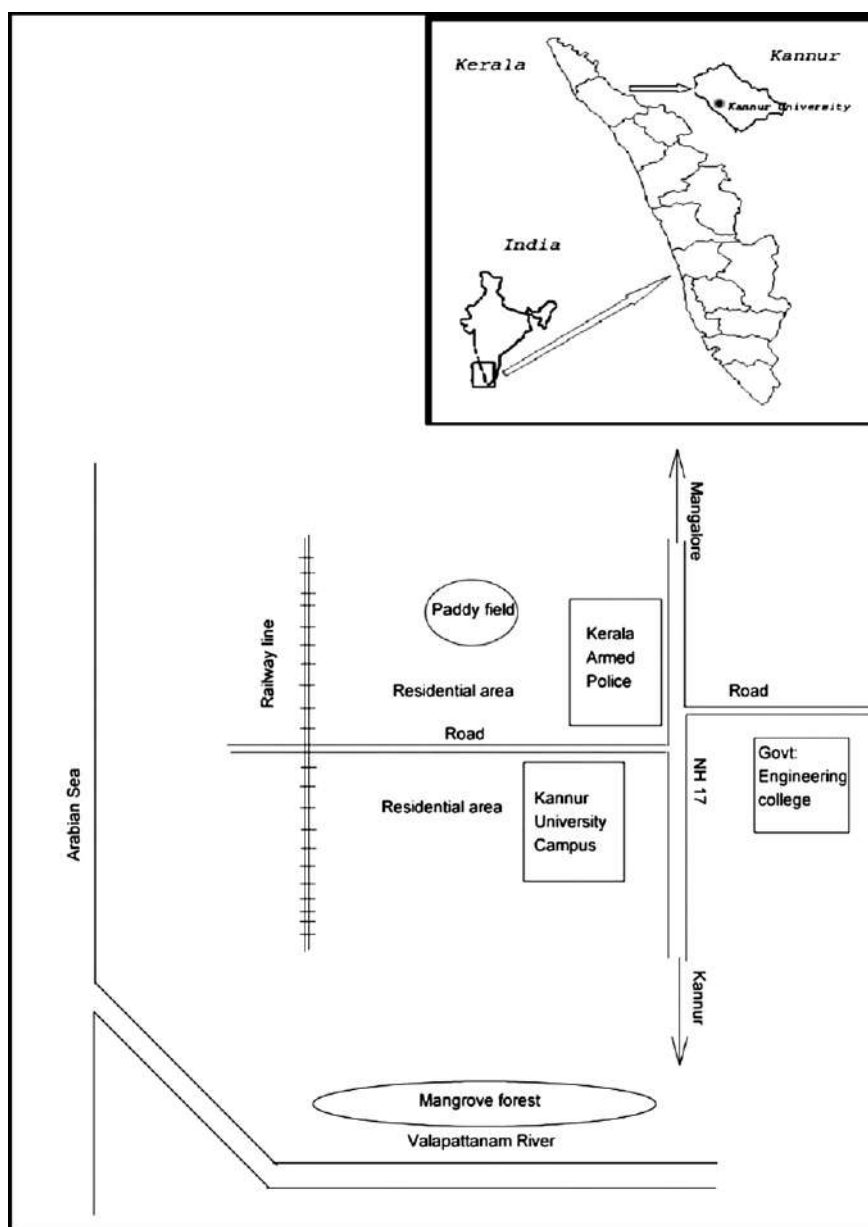 Kerala
Kannur
Kannur University
India
Mangalore
Paddy field
Kerala
Armed
Police
Railway line
Residential area
Road
Road
Arabian Sea
Residential area
Kannur
University
Campus
NH 17
Govt:
Engineering
college
Kannur
Mangrove forest
Valapattanam River